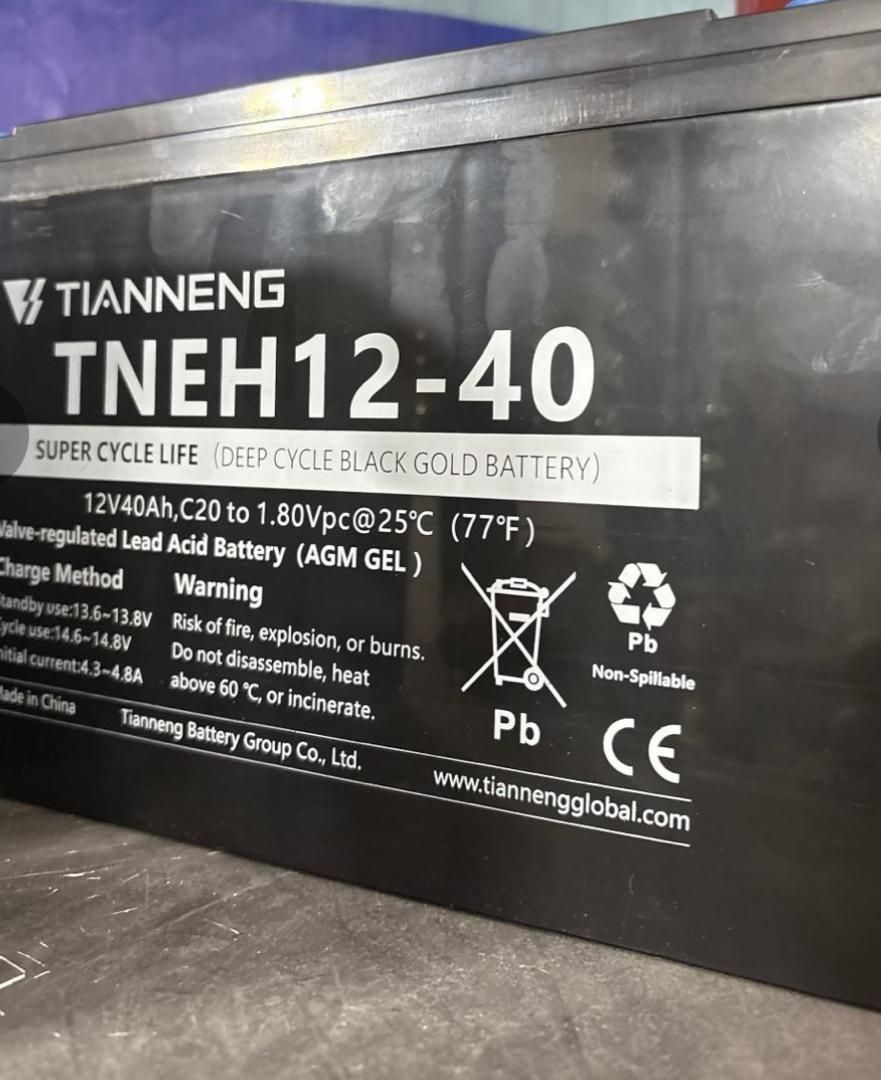 TIANNENG
TNEH12-40
SUPER CYCLE LIFE (DEEP CYCLE BLACK GOLD BATTERY)
12V40Ah,C20 to 1.80Vpc@25℃ (77℉)
Valve-regulated Lead Acid Battery (AGM GEL )
Charge Method
tandby use:13.6~13.8V
ycle use:14.6~14.8V
nitial current:4.3~4.8A
Warning
Risk of fire, explosion, or burns.
Do not disassemble, heat
above 60 ℃, or incinerate.
Pb
Pb
Non-Spillable
CE
Made in China
Tianneng Battery Group Co., Ltd.
www.tiannengglobal.com